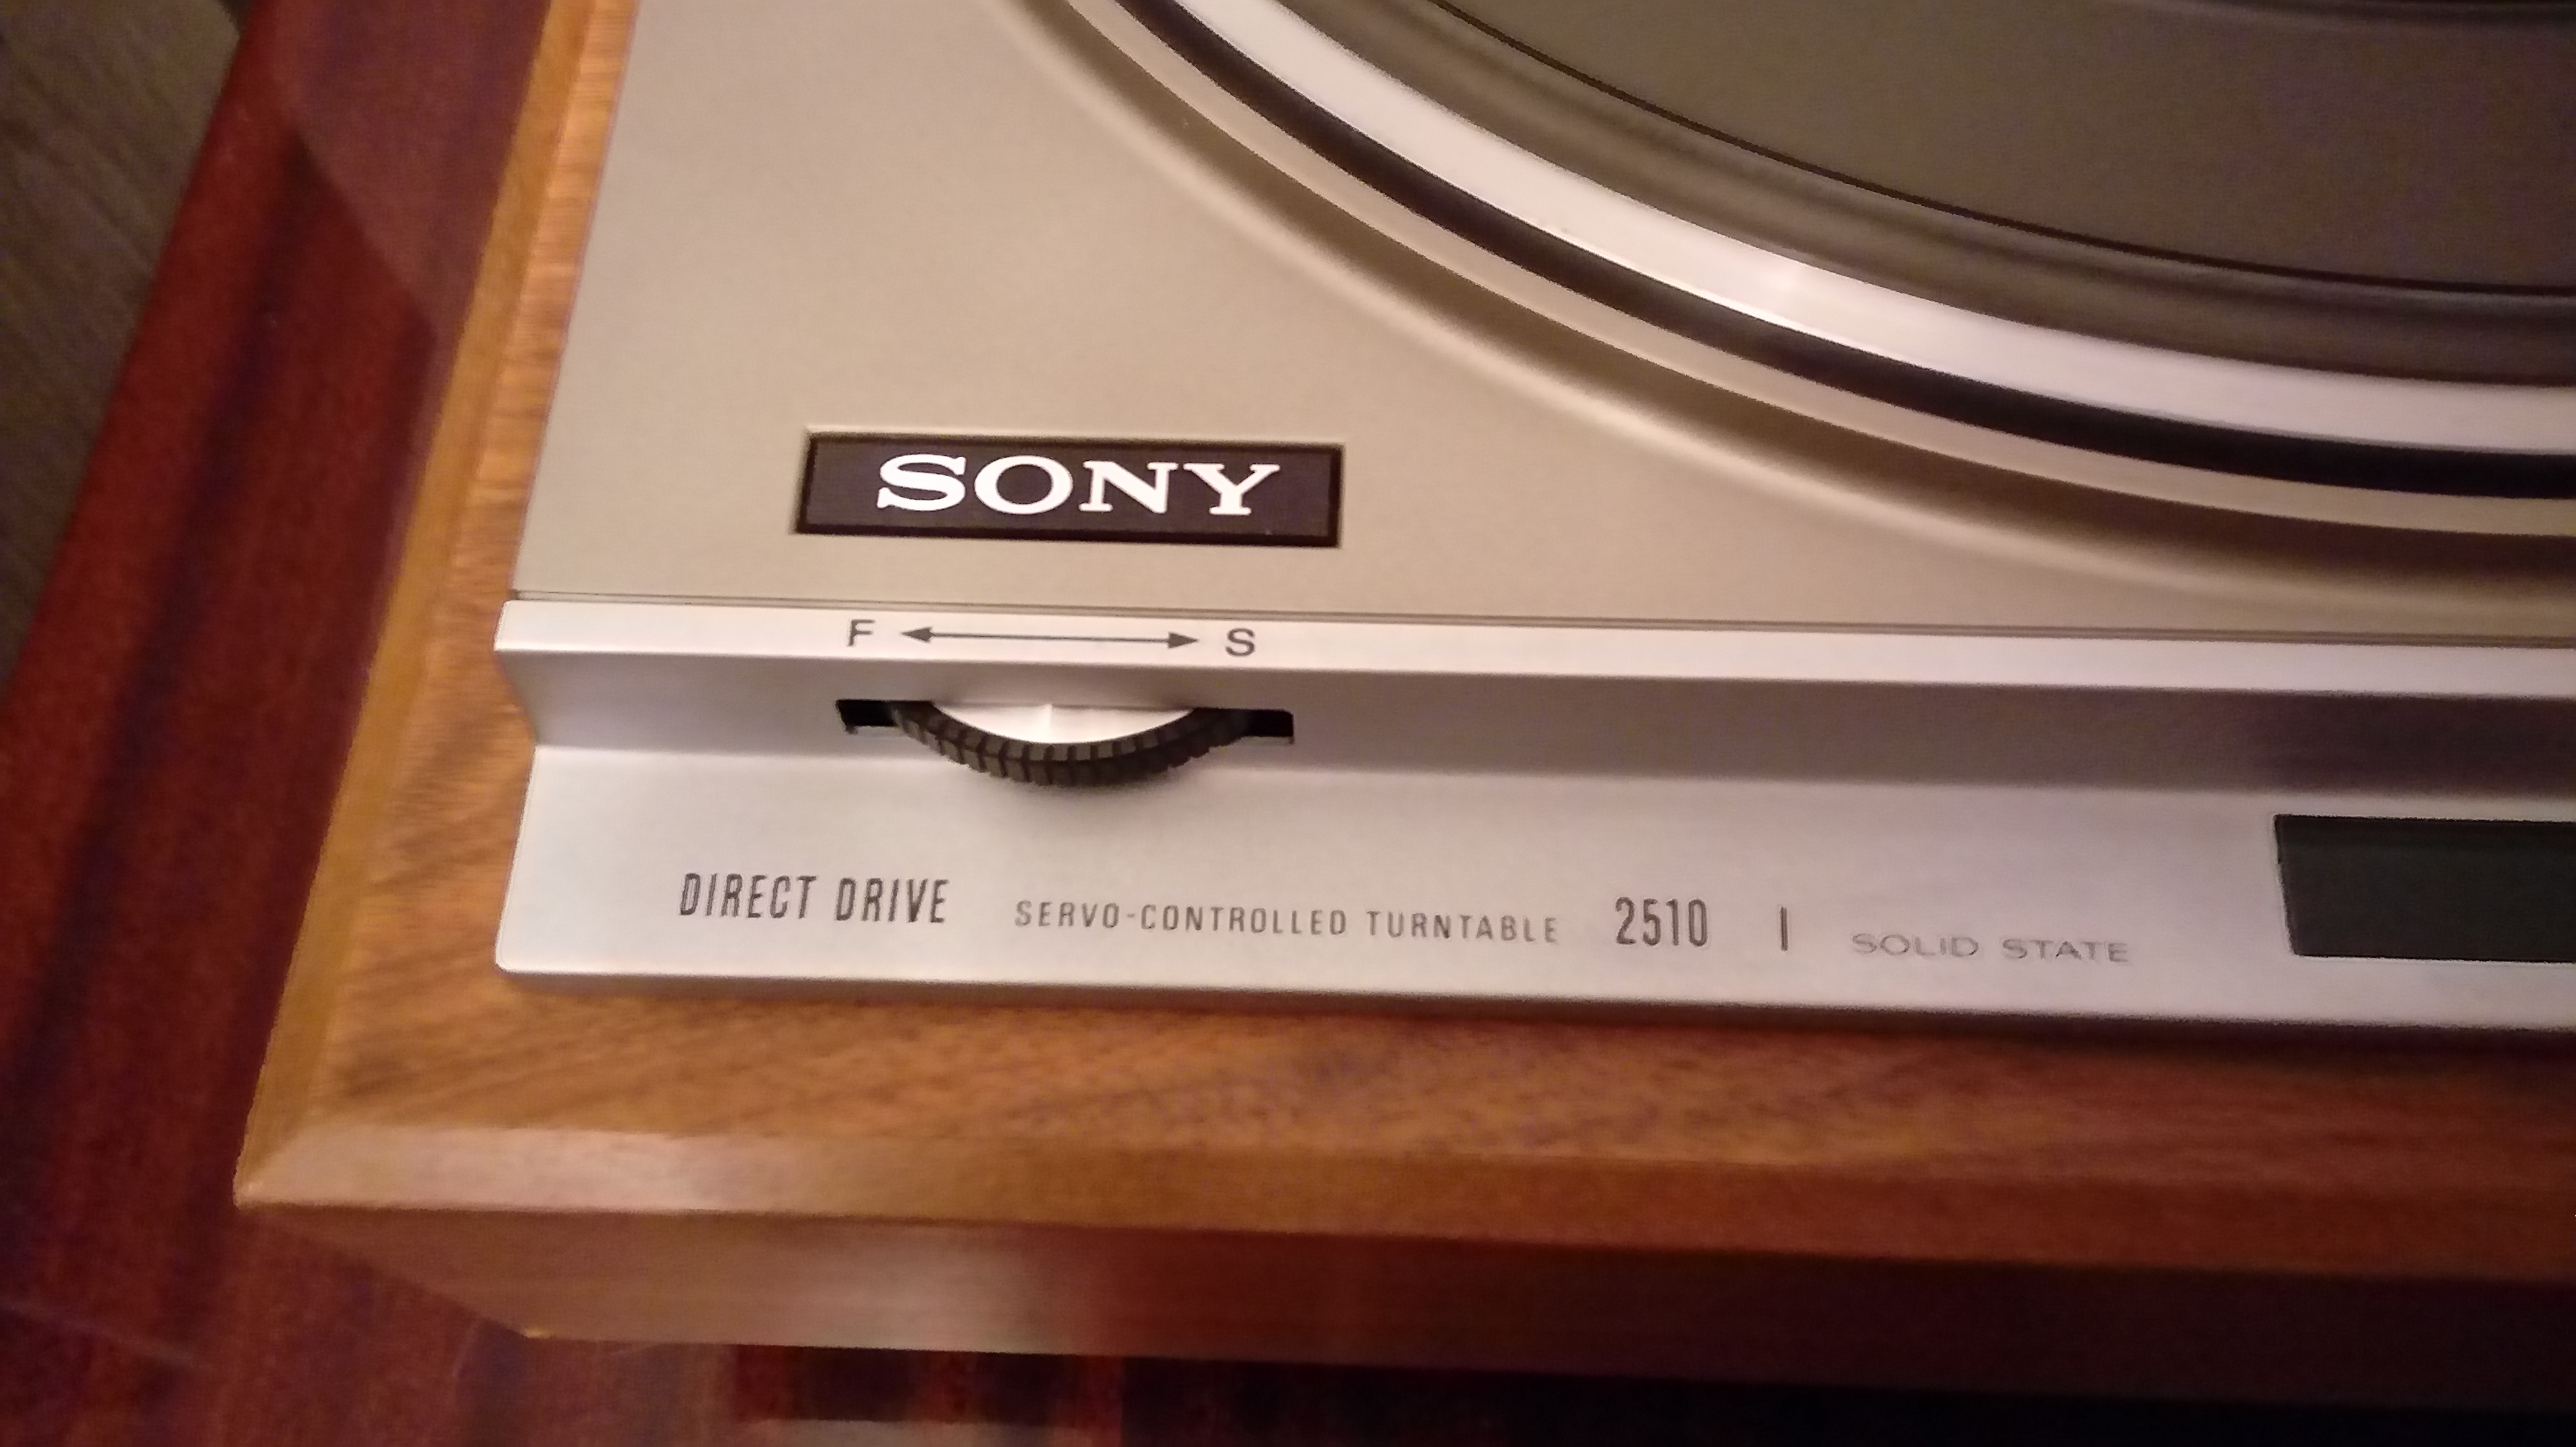 SONY
F S
DIRECT DRIVE SERVO-CONTROLLED TURNTABLE 2510 | SOLID STATE